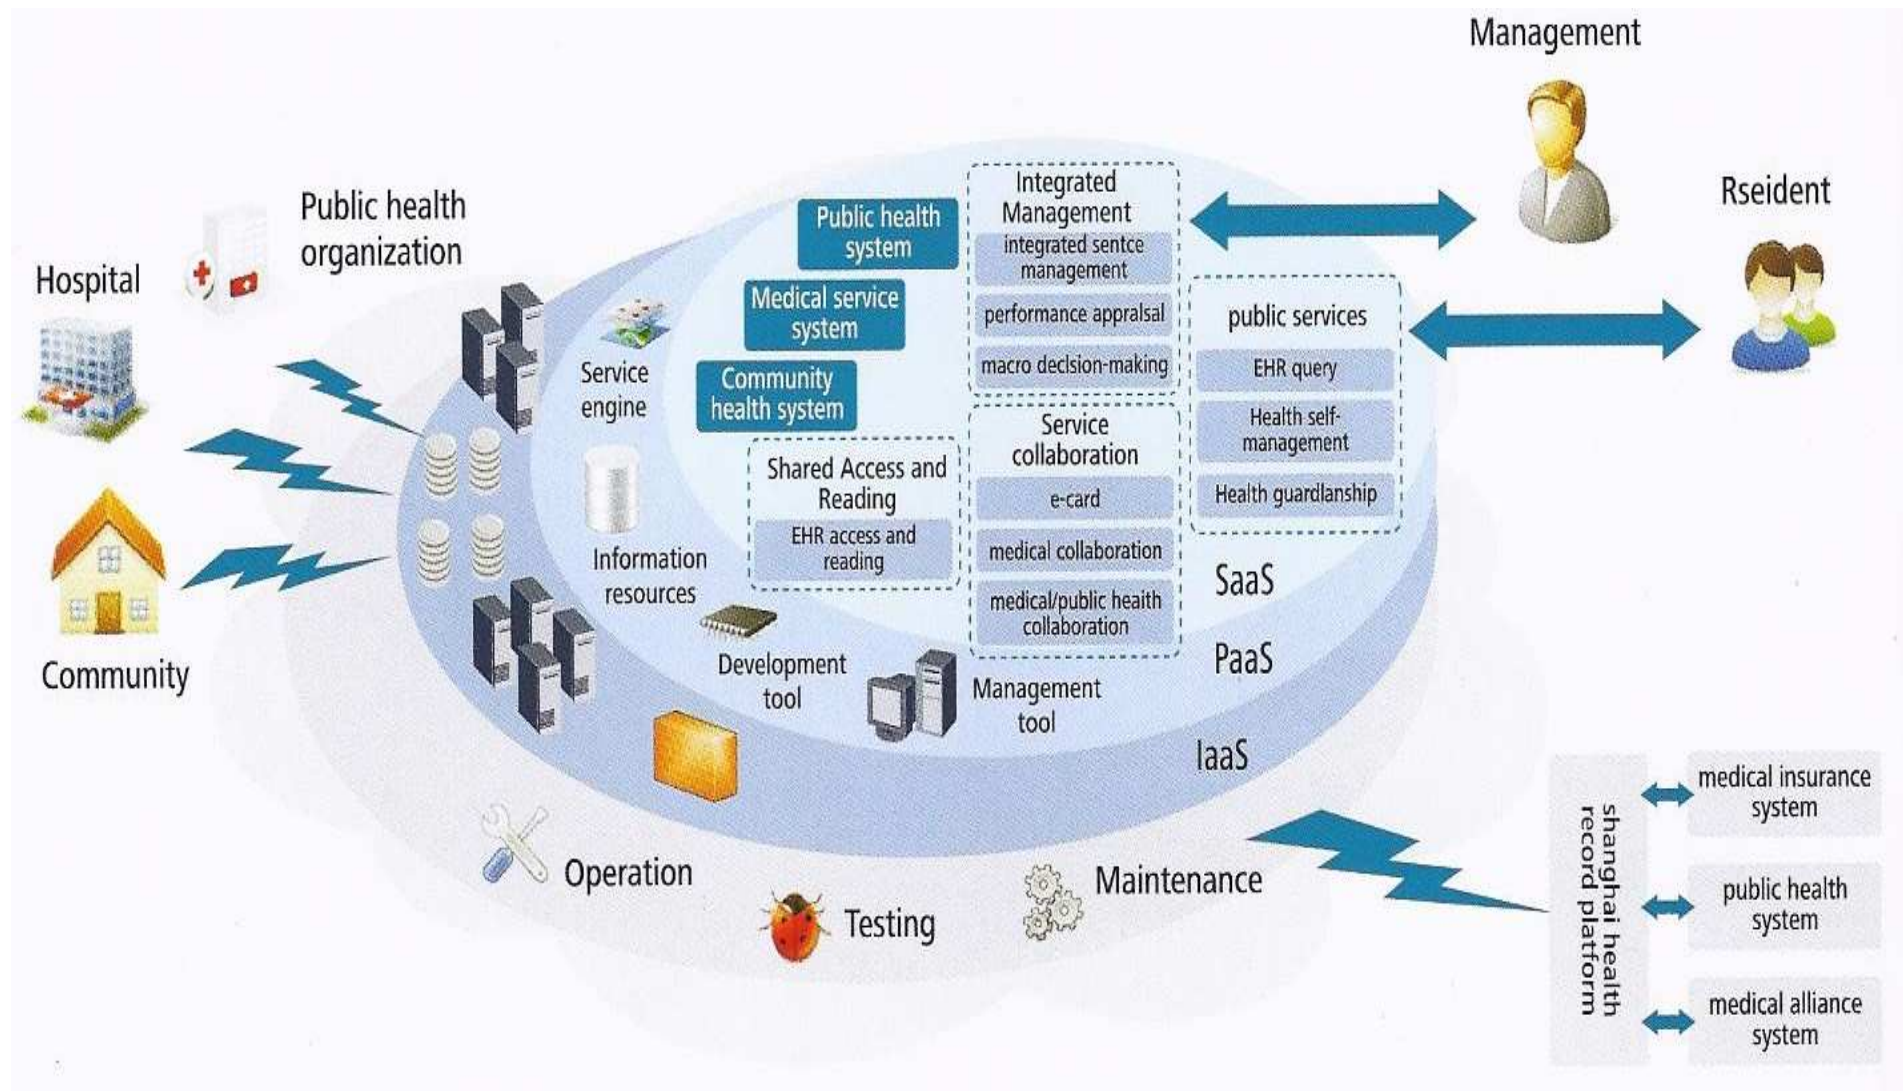 Management
Rseident
Public health
organization
Hospital
Community
Public health
system
Medical service
system
Community
health system
Integrated
Management
integrated sentce
management
performance appralsal
macro declsion-making
public services
EHR query
Health self-
management
Health guardlanship
Service
collaboration
e-card
medical collaboration
medical/public heaith
collaboration
Shared Access and
Reading
EHR access and
reading
Service
engine
Information
resources
Development
tool
Management
tool
SaaS
PaaS
IaaS
Operation
Testing
Maintenance
shanghai health
record platform
medical insurance
system
public health
system
medical alliance
system